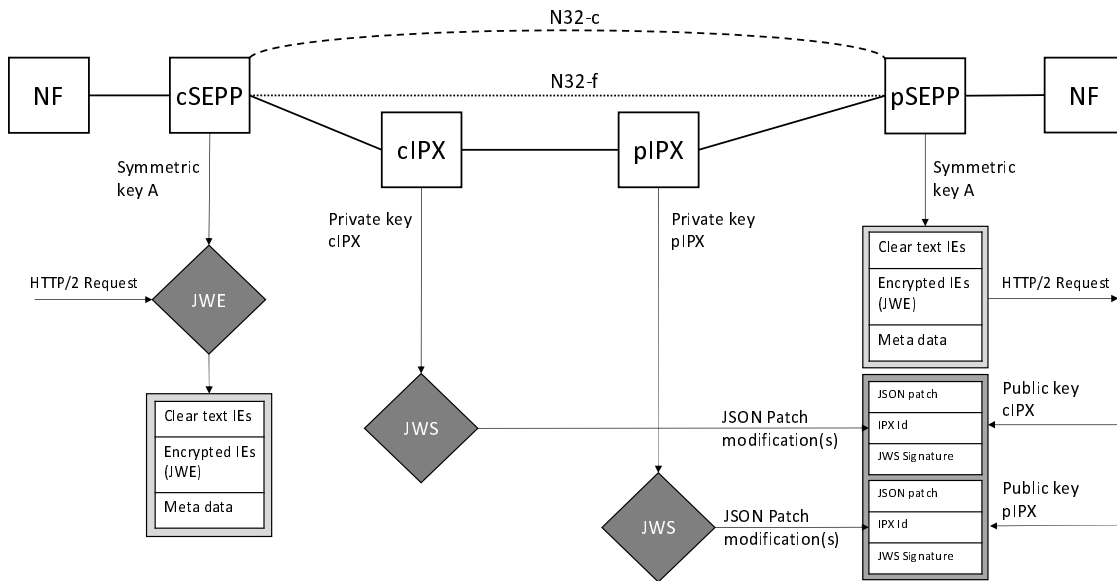 N32-c
NF
cSEPP
N32-f
pSEPP
NF
cIPX
pIPX
Symmetric
key A
Symmetric
key A
Private key
cIPX
Private key
pIPX
HTTP/2 Request
JWE
Clear text IEs
Encrypted IEs
(JWE)
Meta data
HTTP/2 Request
Clear text IEs
Encrypted IEs
(JWE)
Meta data
JWS
JSON Patch
modification(s)
JSON patch
IPX Id
JWS Signature
Public key
cIPX
JWS
JSON Patch
modification(s)
JSON patch
IPX Id
JWS Signature
Public key
pIPX